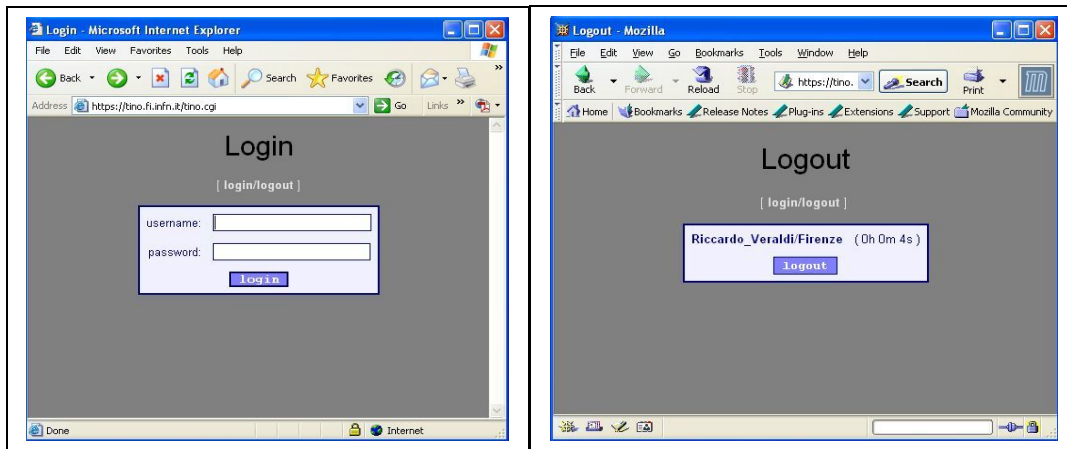 Login - Microsoft Internet Explorer
File Edit View Favorites Tools Help
Back Search Favorites
Address https://tino.fi.infn.it/tino.cgi Go Links
Login
[ login/logout ]
username:
password:
login
Done Internet
Logout - Mozilla
File Edit View Go Bookmarks Tools Window Help
Back Forward Reload Stop https://tino. Search Print
Home Bookmarks Release Notes Plug-ins Extensions Support Mozilla Community
Logout
[ login/logout ]
Riccardo_Veraldi/Firenze ( 0h 0m 4s )
logout